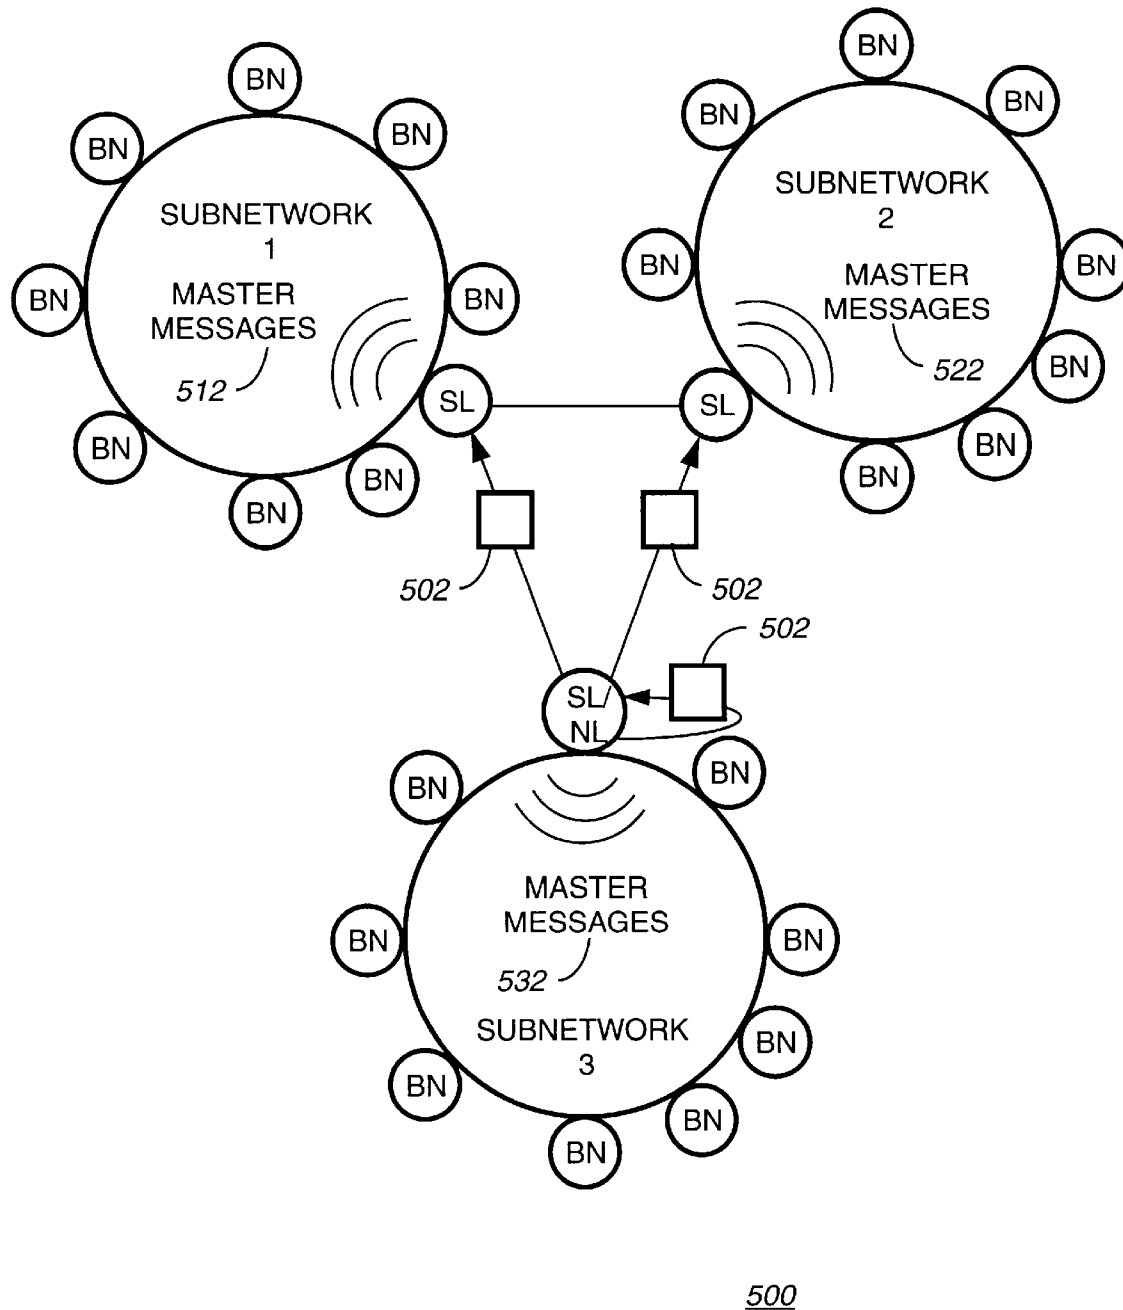 BN
BN
BN
BN
BN
BN
SUBNETWORK
1
SUBNETWORK
2
BN
BN
BN
BN
MASTER
MESSAGES
512
MASTER
MESSAGES
522
BN
SL
SL
BN
BN
BN
BN
BN
BN
502
502
502
SL/
NL
BN
BN
MASTER
MESSAGES
532
BN
BN
SUBNETWORK
3
BN
BN
BN
BN
500